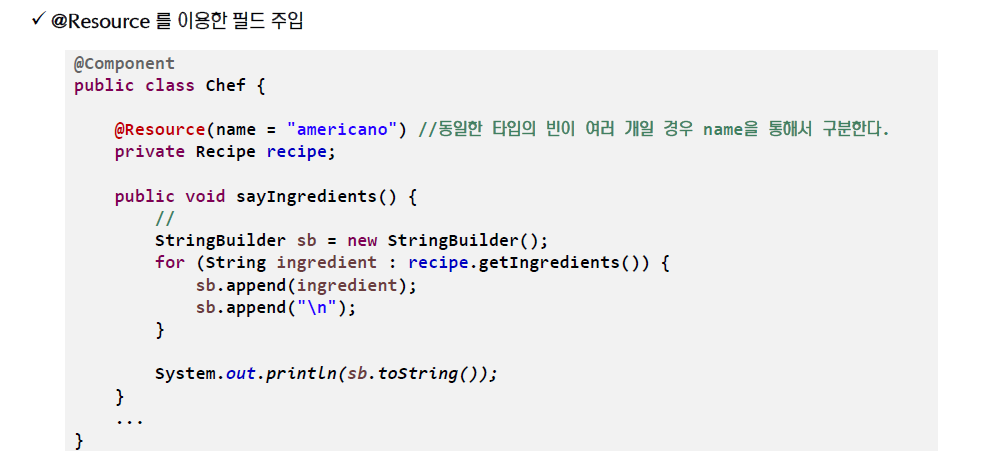 ✓ @Resource 를 이용한 필드 주입
@Component
public class Chef {
@Resource(name = "americano") //동일한 타입의 빈이 여러 개일 경우 name을 통해서 구분한다.
private Recipe recipe;
public void sayIngredients() {
//
StringBuilder sb = new StringBuilder();
for (String ingredient : recipe.getIngredients()) {
sb.append(ingredient);
sb.append("\n");
}
System.out.println(sb.toString());
}
...
}